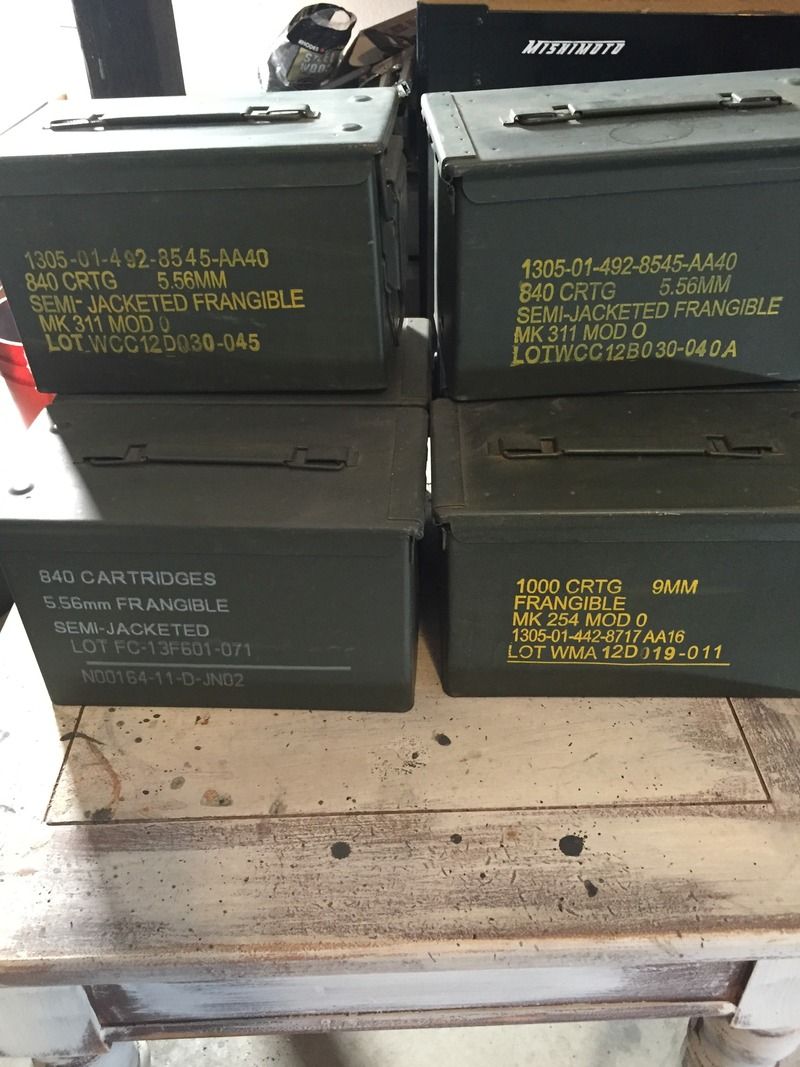 MISHIMOTO
1305-01-492-8545-AA40
840 CRTG 5.56MM
SEMI-JACKETED FRANGIBLE
MK 311 MOD 0
LOT WCC12D030-045
1305-01-492-8545-AA40
840 CRTG 5.56MM
SEMI-JACKETED FRANGIBLE
MK 311 MOD O
LOTWCC12B030-040A
840 CARTRIDGES
5.56mm FRANGIBLE
SEMI-JACKETED
LOT FC-13F601-071
N00164-11-D-JN02
1000 CRTG 9MM
FRANGIBLE
MK 254 MOD 0
1305-01-442-8717 AA16
LOT WMA 12D019-011